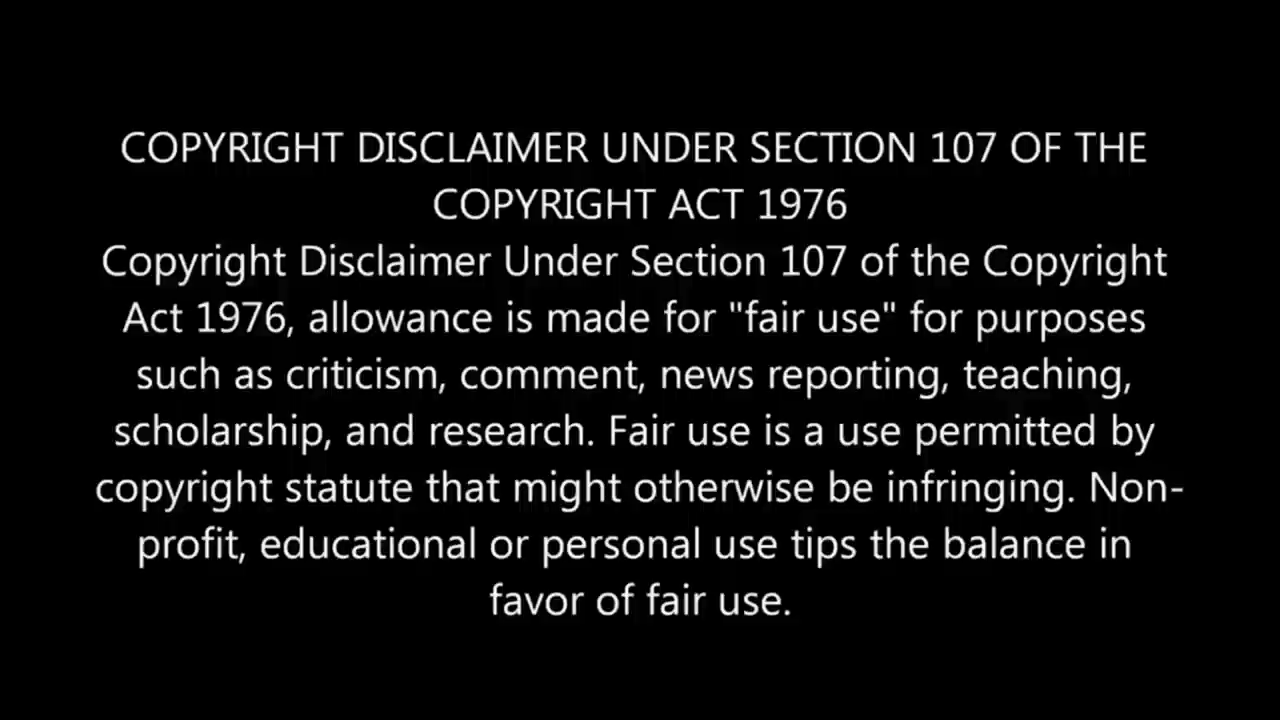 COPYRIGHT DISCLAIMER UNDER SECTION 107 OF THE
COPYRIGHT ACT 1976
Copyright Disclaimer Under Section 107 of the Copyright
Act 1976, allowance is made for "fair use" for purposes
such as criticism, comment, news reporting, teaching,
scholarship, and research. Fair use is a use permitted by
copyright statute that might otherwise be infringing. Non-
profit, educational or personal use tips the balance in
favor of fair use.